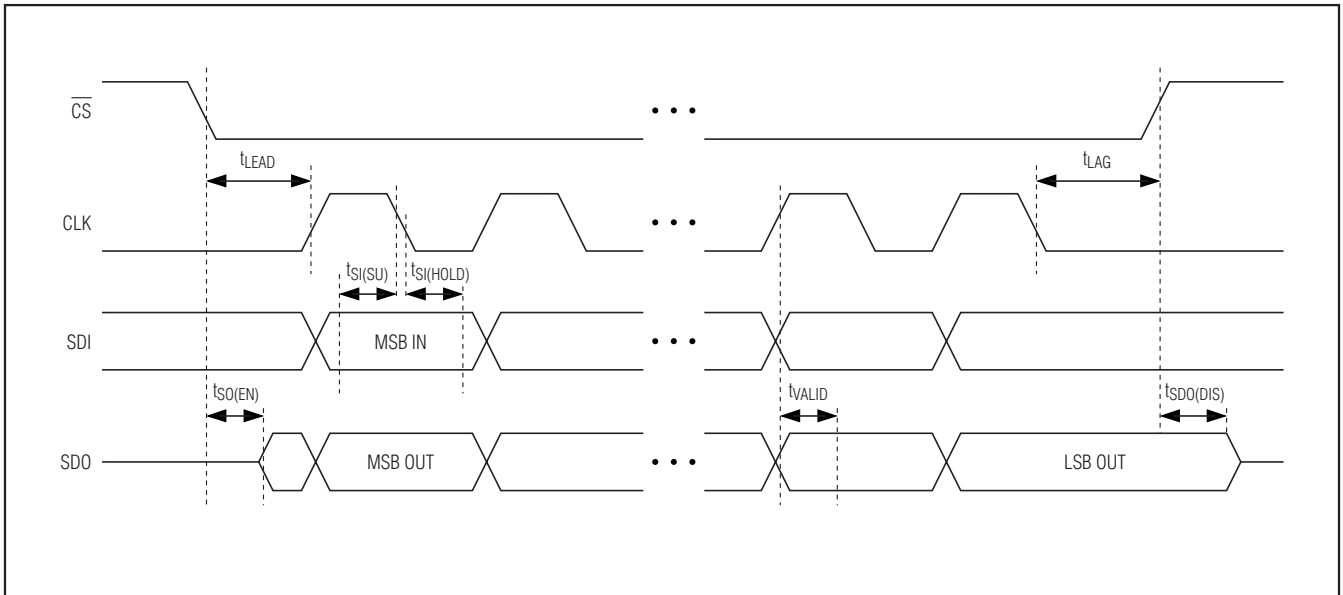 CS
tLEAD
tLAG
CLK
tSI(SU)
tSI(HOLD)
SDI
MSB IN
tSO(EN)
tVALID
tSDO(DIS)
SDO
MSB OUT
LSB OUT